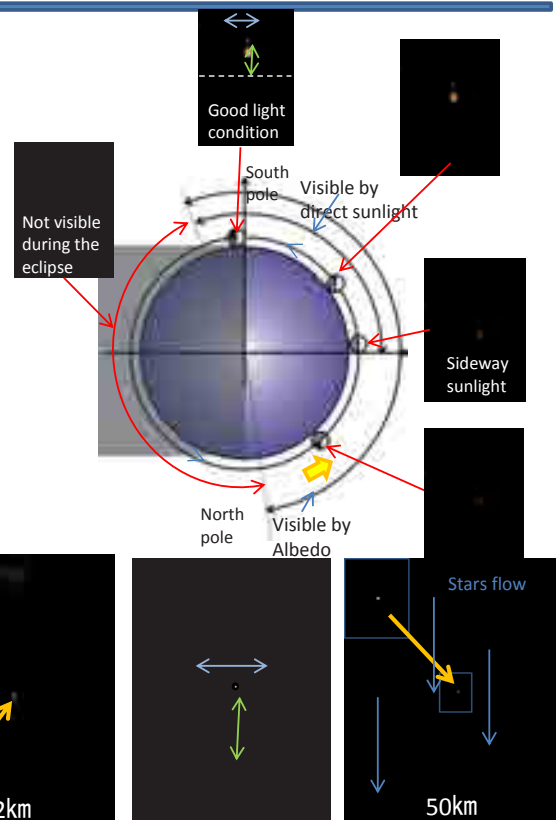 Good light
condition
South
pole
Visible by
direct sunlight
Not visible
during the
eclipse
Sideway
sunlight
North
pole
Visible by
Albedo
Stars flow
2km
50km